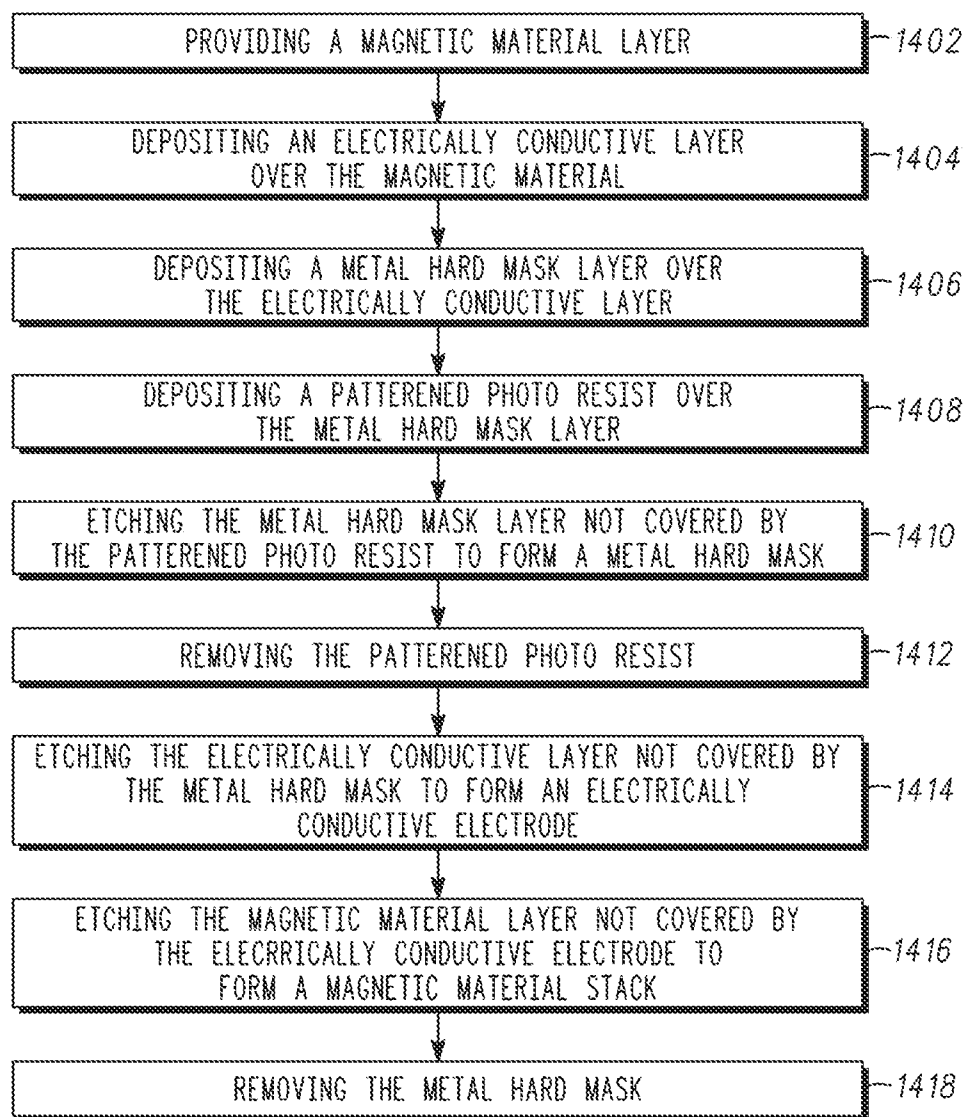 PROVIDING A MAGNETIC MATERIAL LAYER
1402
DEPOSITING AN ELECTRICALLY CONDUCTIVE LAYER
OVER THE MAGNETIC MATERIAL
1404
DEPOSITING A METAL HARD MASK LAYER OVER
THE ELECTRICALLY CONDUCTIVE LAYER
1406
DEPOSITING A PATTERENED PHOTO RESIST OVER
THE METAL HARD MASK LAYER
1408
ETCHING THE METAL HARD MASK LAYER NOT COVERED BY
THE PATTERENED PHOTO RESIST TO FORM A METAL HARD MASK
1410
REMOVING THE PATTERENED PHOTO RESIST
1412
ETCHING THE ELECTRICALLY CONDUCTIVE LAYER NOT COVERED BY
THE METAL HARD MASK TO FORM AN ELECTRICALLY
CONDUCTIVE ELECTRODE
1414
ETCHING THE MAGNETIC MATERIAL LAYER NOT COVERED BY
THE ELECRRICALLY CONDUCTIVE ELECTRODE TO
FORM A MAGNETIC MATERIAL STACK
1416
REMOVING THE METAL HARD MASK
1418